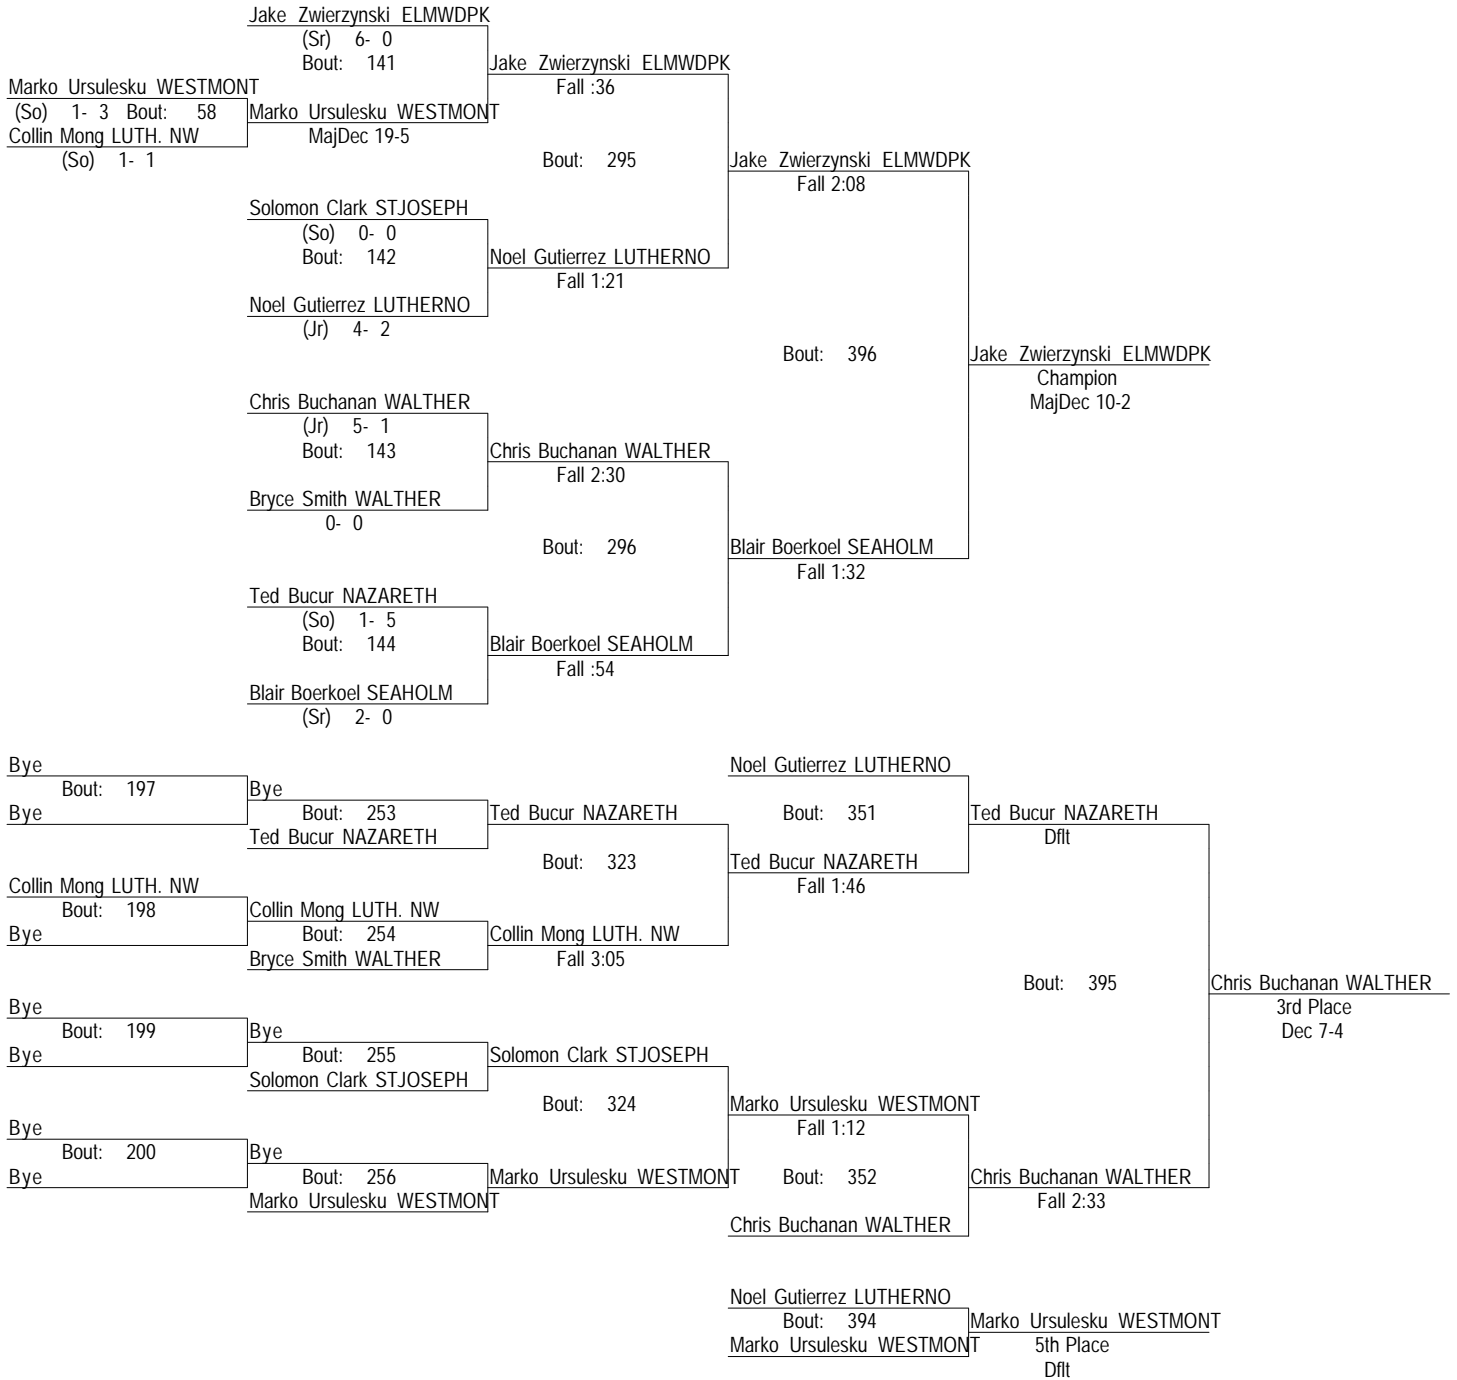 Jake Zwierzynski ELMWDPK
(Sr) 6- 0
Bout: 141
Jake Zwierzynski ELMWDPK
Fall :36
Marko Ursulesku WESTMONT
(So) 1- 3 Bout: 58
Marko Ursulesku WESTMONT
Collin Mong LUTH. NW
MajDec 19-5
(So) 1- 1
Bout: 295
Jake Zwierzynski ELMWDPK
Fall 2:08
Solomon Clark STJOSEPH
(So) 0- 0
Bout: 142
Noel Gutierrez LUTHERNO
Fall 1:21
Noel Gutierrez LUTHERNO
(Jr) 4- 2
Bout: 396
Jake Zwierzynski ELMWDPK
Champion
MajDec 10-2
Chris Buchanan WALTHER
(Jr) 5- 1
Bout: 143
Chris Buchanan WALTHER
Fall 2:30
Bryce Smith WALTHER
0- 0
Bout: 296
Blair Boerkoel SEAHOLM
Fall 1:32
Ted Bucur NAZARETH
(So) 1- 5
Bout: 144
Blair Boerkoel SEAHOLM
Fall :54
Blair Boerkoel SEAHOLM
(Sr) 2- 0
Bye
Noel Gutierrez LUTHERNO
Bout: 197
Bye
Bye
Bout: 253
Ted Bucur NAZARETH
Bout: 351
Ted Bucur NAZARETH
Ted Bucur NAZARETH
Dflt
Bout: 323
Ted Bucur NAZARETH
Fall 1:46
Collin Mong LUTH. NW
Bout: 198
Collin Mong LUTH. NW
Bye
Bout: 254
Collin Mong LUTH. NW
Bryce Smith WALTHER
Fall 3:05
Bout: 395
Chris Buchanan WALTHER
3rd Place
Dec 7-4
Bye
Bout: 199
Bye
Bye
Bout: 255
Solomon Clark STJOSEPH
Solomon Clark STJOSEPH
Bout: 324
Marko Ursulesku WESTMONT
Fall 1:12
Bye
Bout: 200
Bye
Bye
Bout: 256
Marko Ursulesku WESTMONT
Bout: 352
Chris Buchanan WALTHER
Marko Ursulesku WESTMONT
Fall 2:33
Chris Buchanan WALTHER
Noel Gutierrez LUTHERNO
Bout: 394
Marko Ursulesku WESTMONT
Marko Ursulesku WESTMONT
5th Place
Dflt